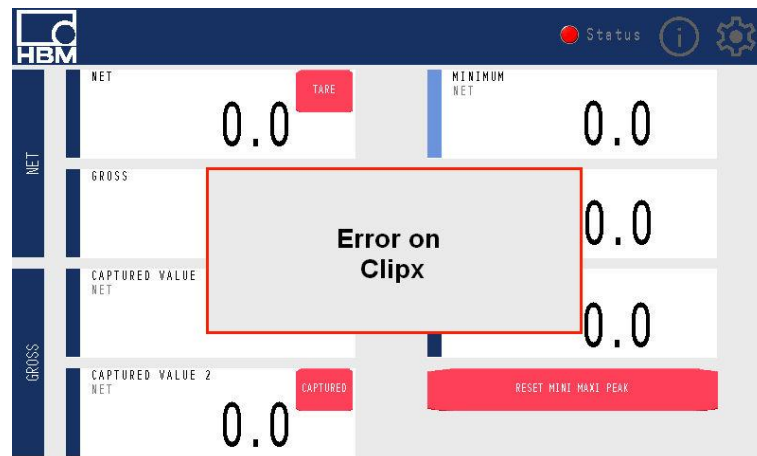 HBM
Status
i
NET
GROSS
NET
TARE
0.0
MINIMUM
NET
0.0
GROSS
0.0
Error on
Clipx
CAPTURED VALUE
NET
0.0
CAPTURED VALUE 2
NET
CAPTURED
0.0
RESET MINI MAXI PEAK